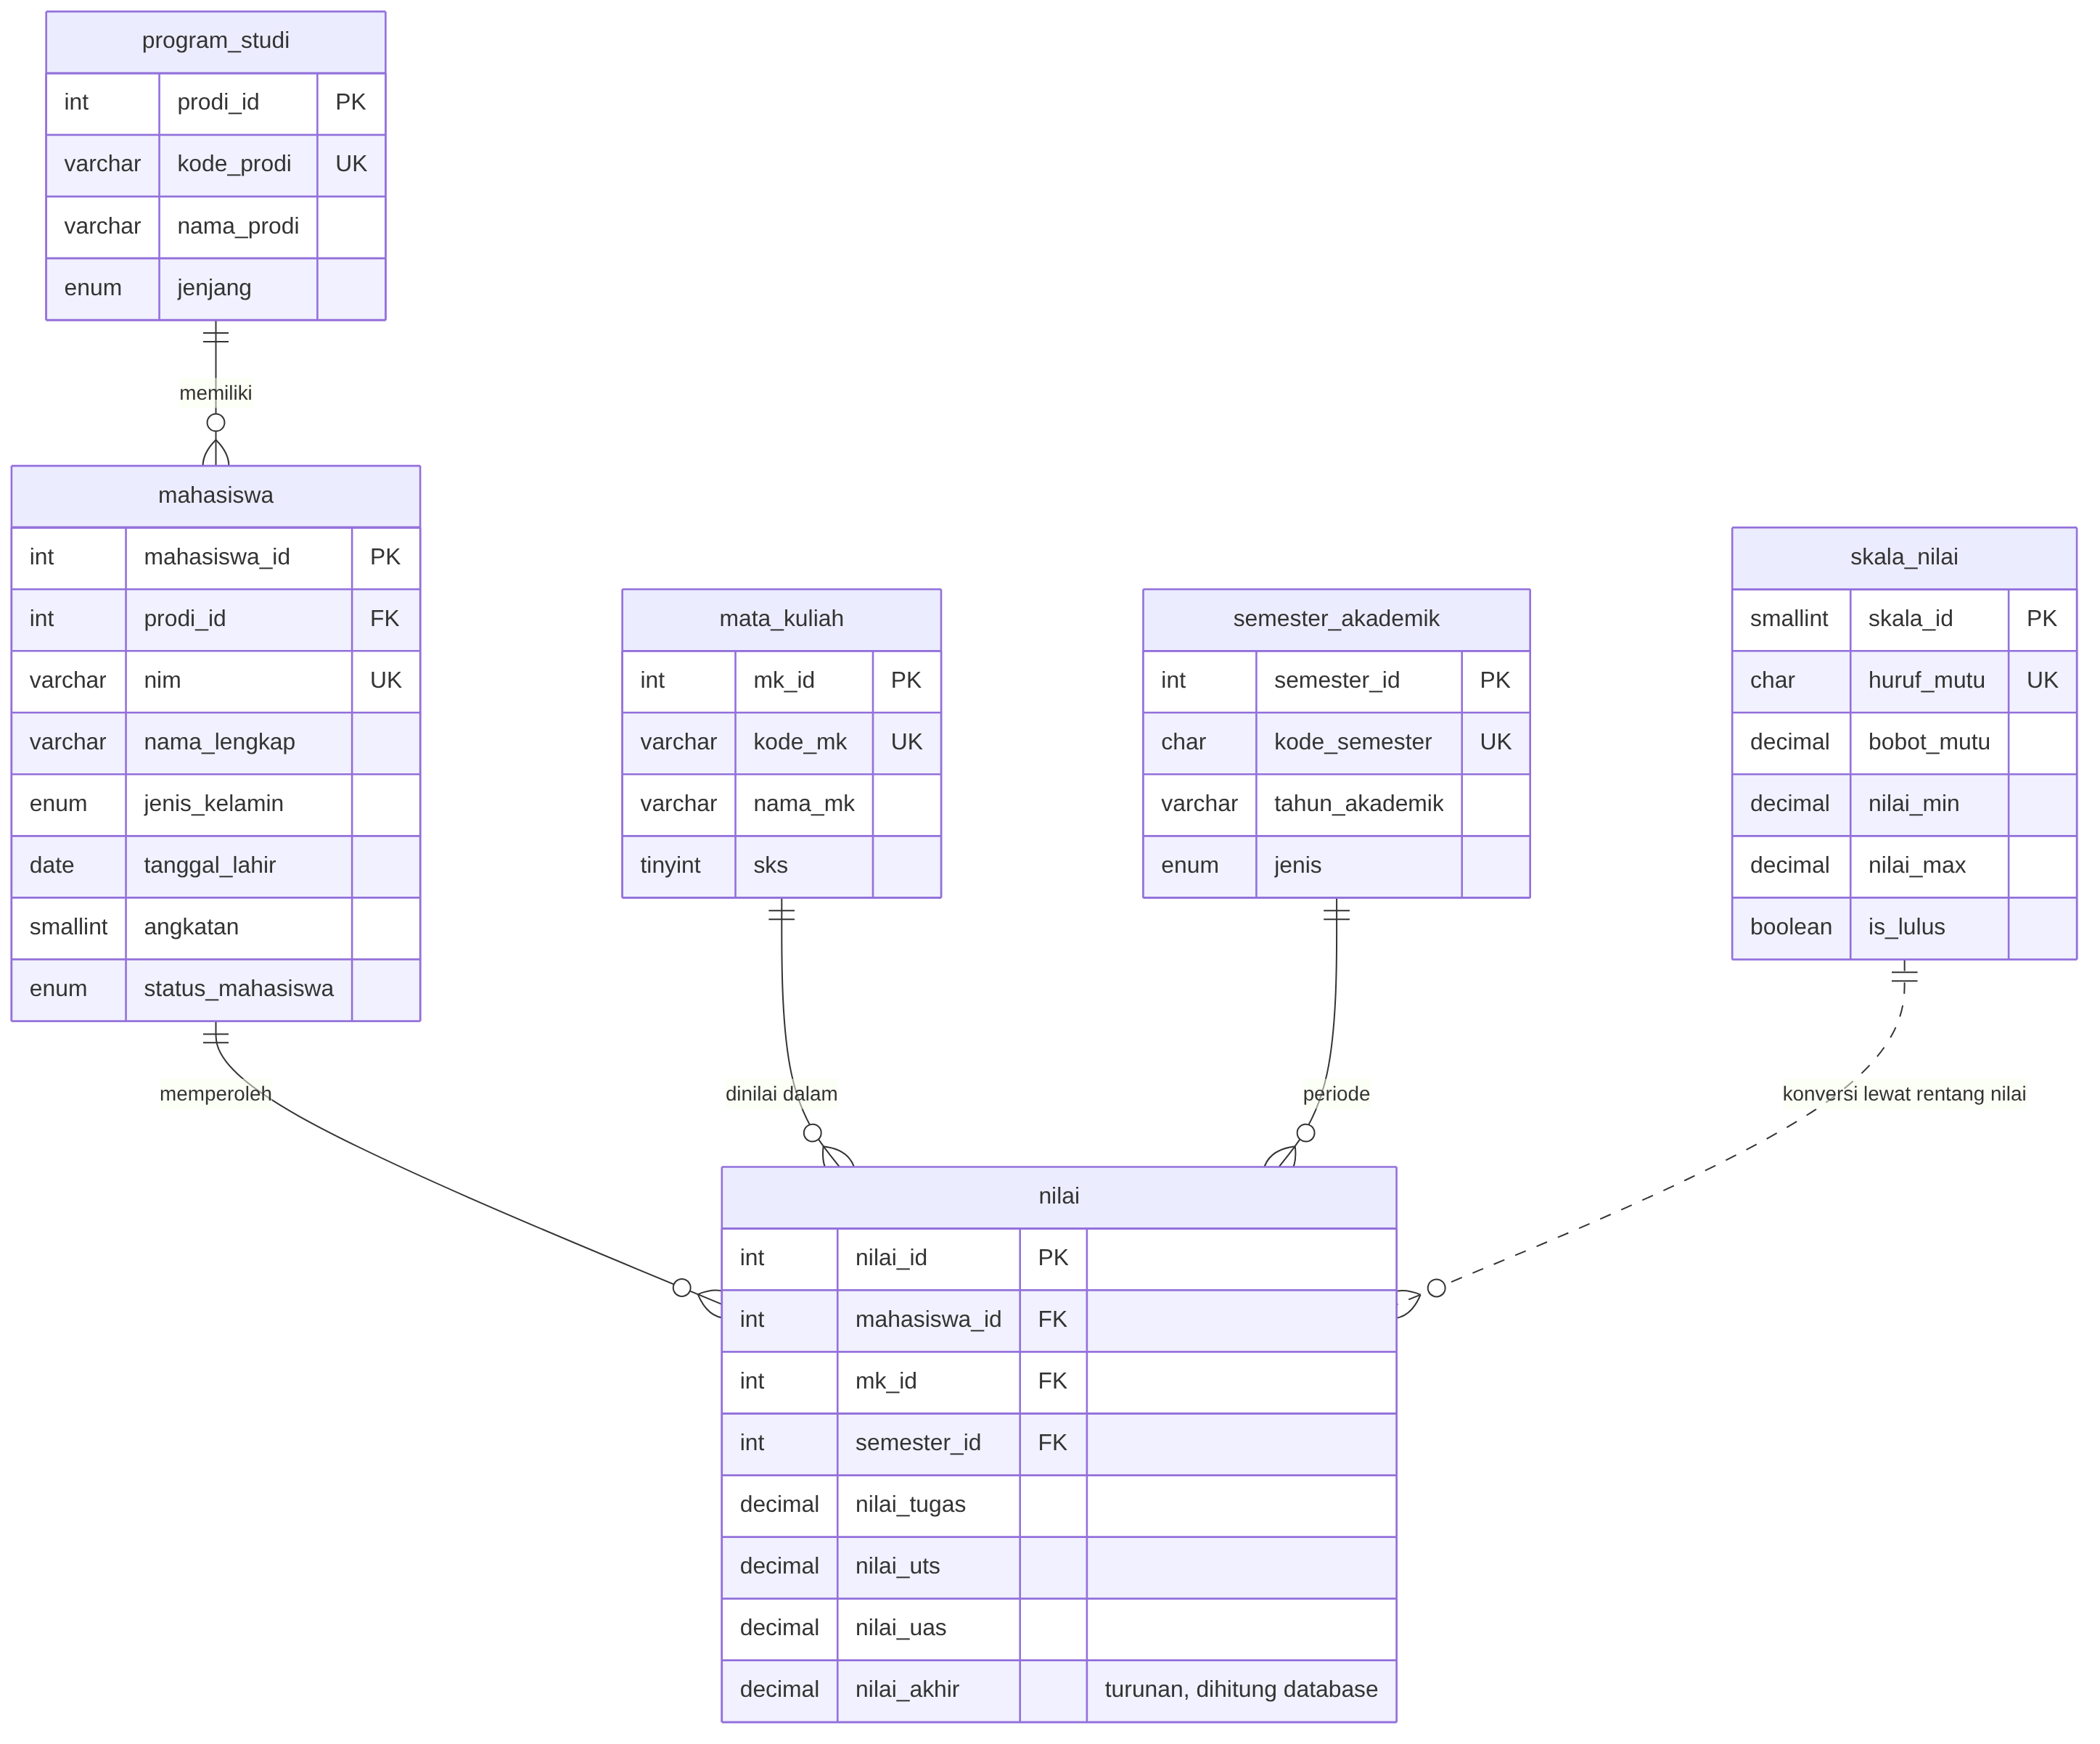 program_studi
int prodi_id PK
varchar kode_prodi UK
varchar nama_prodi
enum jenjang
memiliki
mahasiswa
int mahasiswa_id PK
int prodi_id FK
varchar nim UK
varchar nama_lengkap
enum jenis_kelamin
date tanggal_lahir
smallint angkatan
enum status_mahasiswa
mata_kuliah
int mk_id PK
varchar kode_mk UK
varchar nama_mk
tinyint sks
semester_akademik
int semester_id PK
char kode_semester UK
varchar tahun_akademik
enum jenis
skala_nilai
smallint skala_id PK
char huruf_mutu UK
decimal bobot_mutu
decimal nilai_min
decimal nilai_max
boolean is_lulus
memperoleh
dinilai dalam
periode
konversi lewat rentang nilai
nilai
int nilai_id PK
int mahasiswa_id FK
int mk_id FK
int semester_id FK
decimal nilai_tugas
decimal nilai_uts
decimal nilai_uas
decimal nilai_akhir turunan, dihitung database